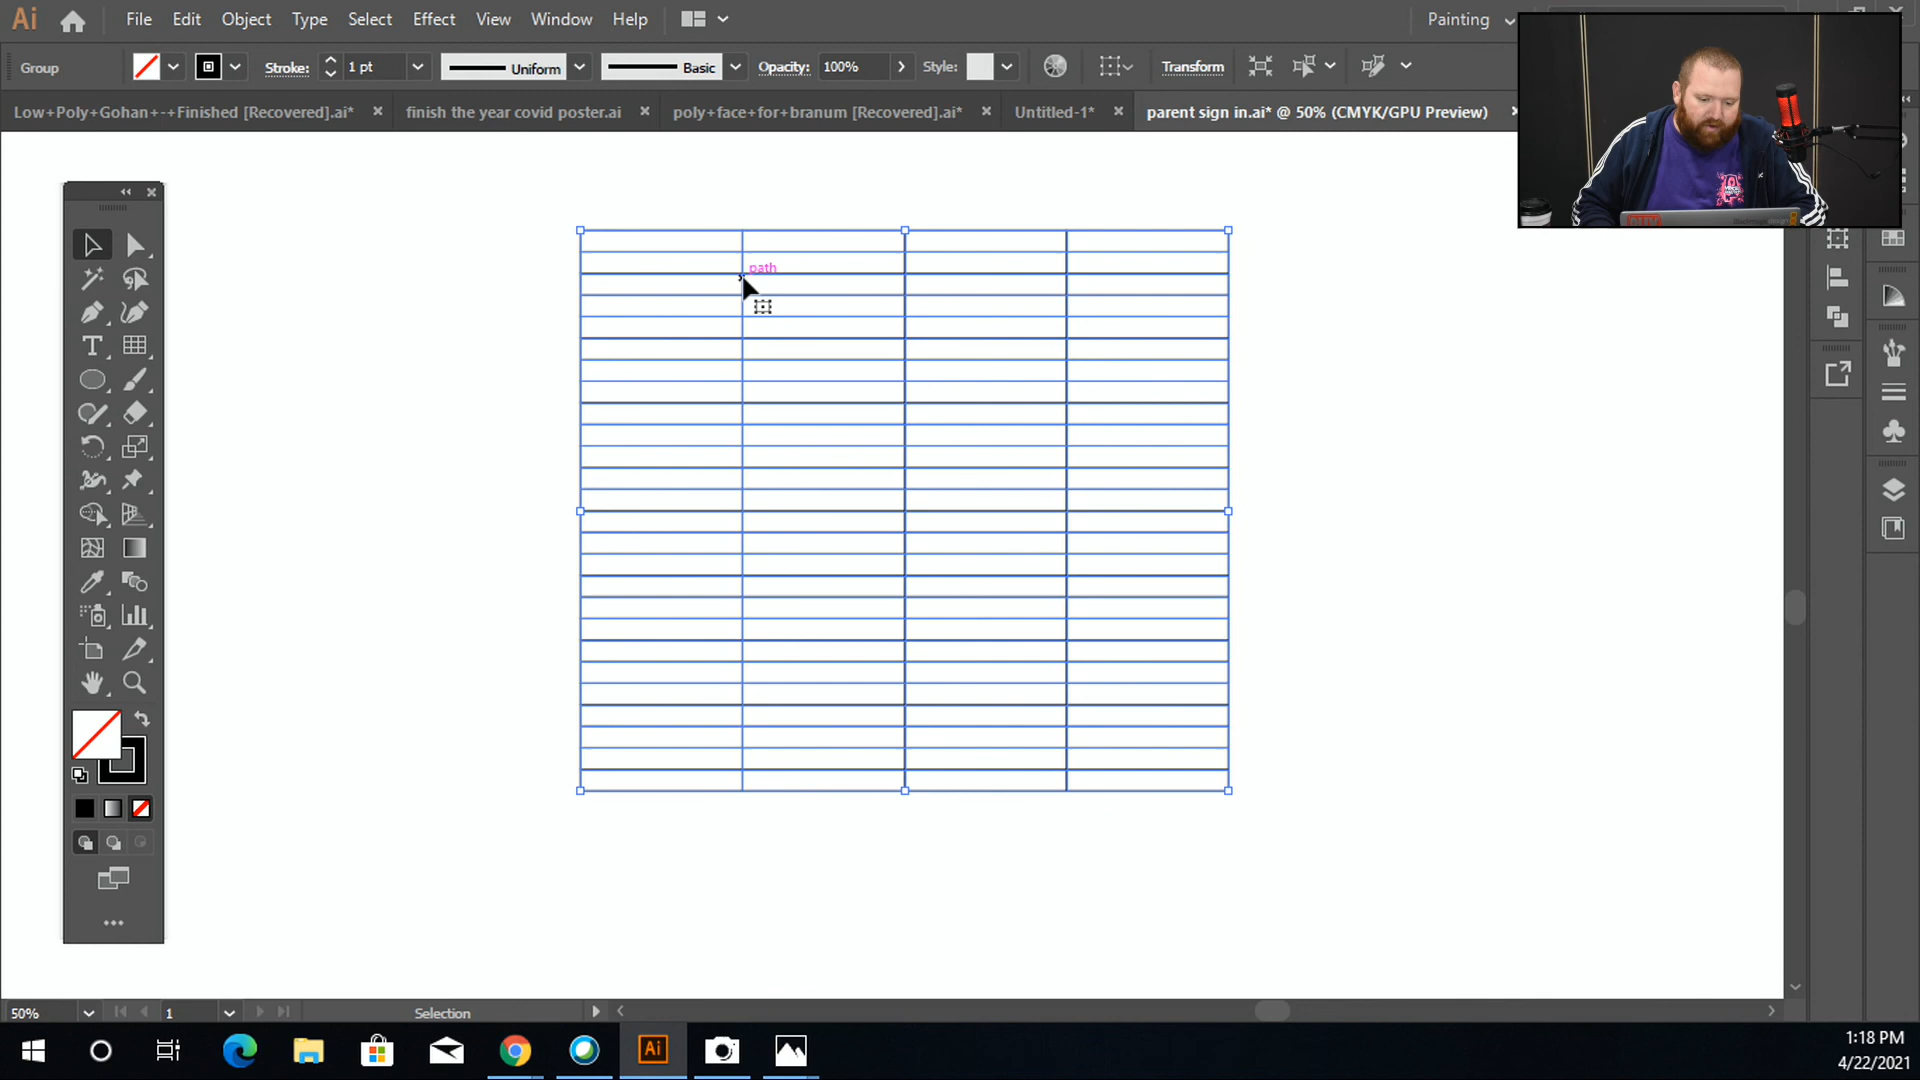 Ai File Edit Object Type Select Effect View Window Help Painting
Group Stroke: 1 pt Uniform Basic Opacity: 100% Style: Transform
Low+Poly+Gohan+-+Finished [Recovered].ai* finish the year covid poster.ai poly+face+for+branum [Recovered].ai* Untitled-1* parent sign in.ai* @ 50% (CMYK/GPU Preview)
path
50% 1 Selection
Ai
1:18 PM
4/22/2021